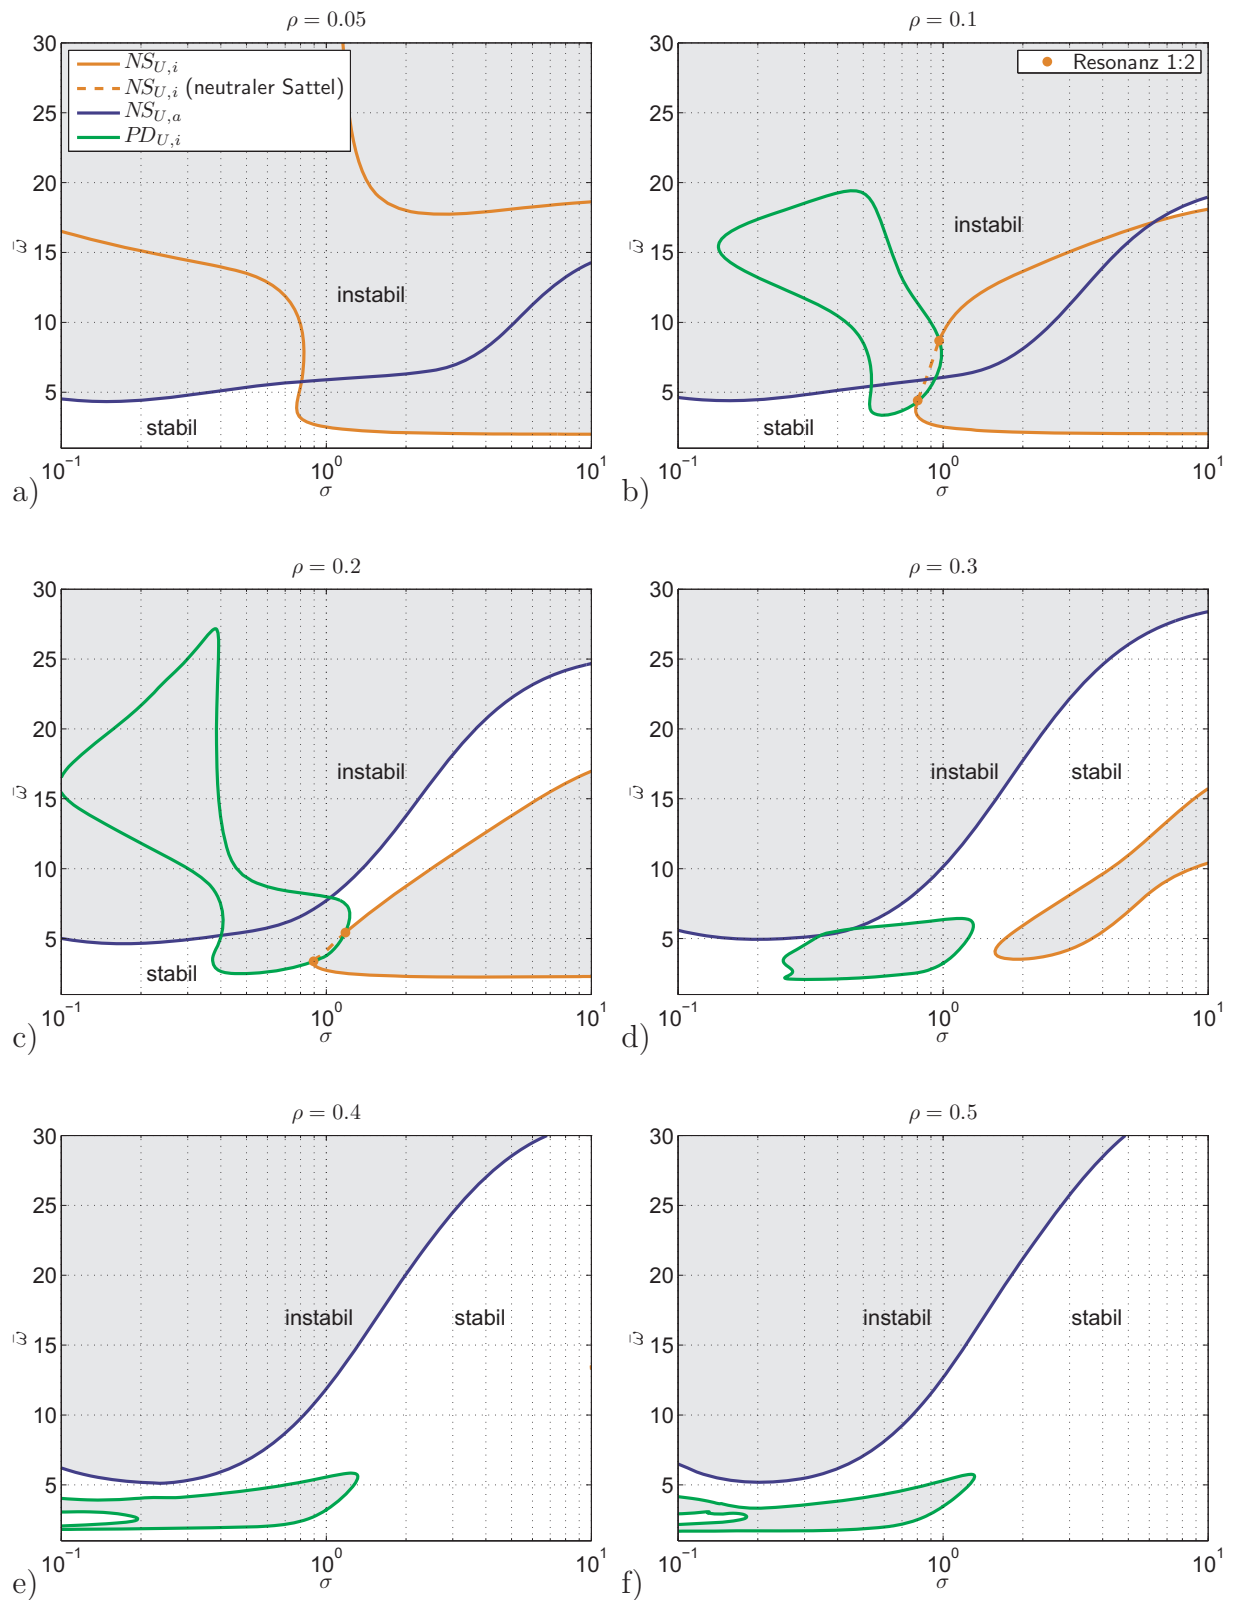 ρ = 0.05
30
25
20
15
10
5
ω̄
NS_{U,i}
NS_{U,i} (neutraler Sattel)
NS_{U,a}
PD_{U,i}
instabil
stabil
10^{-1} 10^{0} 10^{1}
σ
a)
ρ = 0.1
30
25
20
15
10
5
ω̄
Resonanz 1:2
instabil
stabil
10^{-1} 10^{0} 10^{1}
σ
b)
ρ = 0.2
30
25
20
15
10
5
ω̄
instabil
stabil
10^{-1} 10^{0} 10^{1}
σ
c)
ρ = 0.3
30
25
20
15
10
5
ω̄
instabil stabil
10^{-1} 10^{0} 10^{1}
σ
d)
ρ = 0.4
30
25
20
15
10
5
ω̄
instabil stabil
10^{-1} 10^{0} 10^{1}
σ
e)
ρ = 0.5
30
25
20
15
10
5
ω̄
instabil stabil
10^{-1} 10^{0} 10^{1}
σ
f)